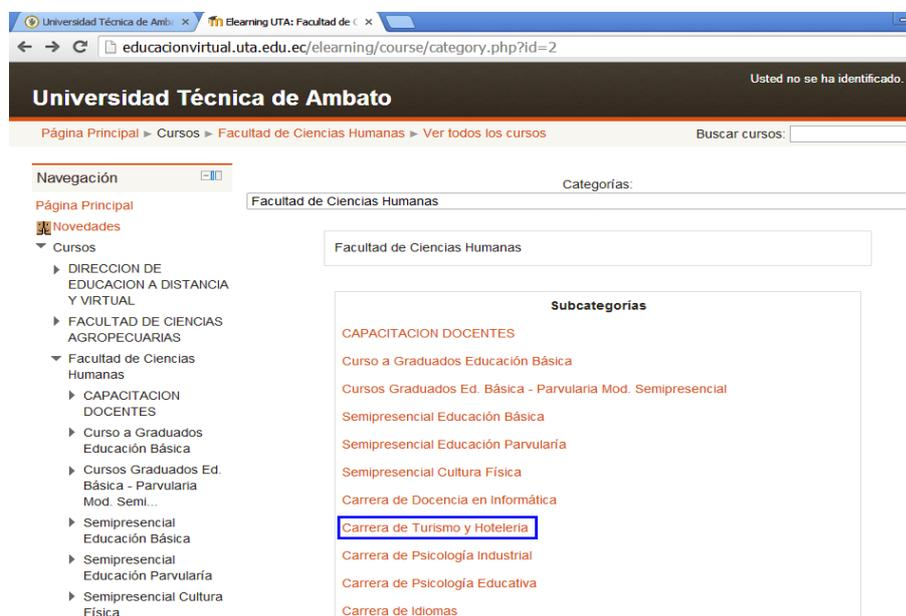 Universidad Técnica de Amb
Elearning UTA: Facultad de C
educacionvirtual.uta.edu.ec/elearning/course/category.php?id=2
Usted no se ha identificado.
Universidad Técnica de Ambato
Página Principal ► Cursos ► Facultad de Ciencias Humanas ► Ver todos los cursos
Buscar cursos:
Navegación
Página Principal
Novedades
Cursos
DIRECCION DE
EDUCACION A DISTANCIA
Y VIRTUAL
FACULTAD DE CIENCIAS
AGROPECUARIAS
Facultad de Ciencias
Humanas
CAPACITACION
DOCENTES
Curso a Graduados
Educación Básica
Cursos Graduados Ed.
Básica - Parvularia
Mod. Semi...
Semipresencial
Educación Básica
Semipresencial
Educación Parvularía
Semipresencial Cultura
Física
Categorías:
Facultad de Ciencias Humanas
Facultad de Ciencias Humanas
Subcategorías
CAPACITACION DOCENTES
Curso a Graduados Educación Básica
Cursos Graduados Ed. Básica - Parvularia Mod. Semipresencial
Semipresencial Educación Básica
Semipresencial Educación Parvularía
Semipresencial Cultura Física
Carrera de Docencia en Informática
Carrera de Turismo y Hoteleria
Carrera de Psicología Industrial
Carrera de Psicología Educativa
Carrera de Idiomas